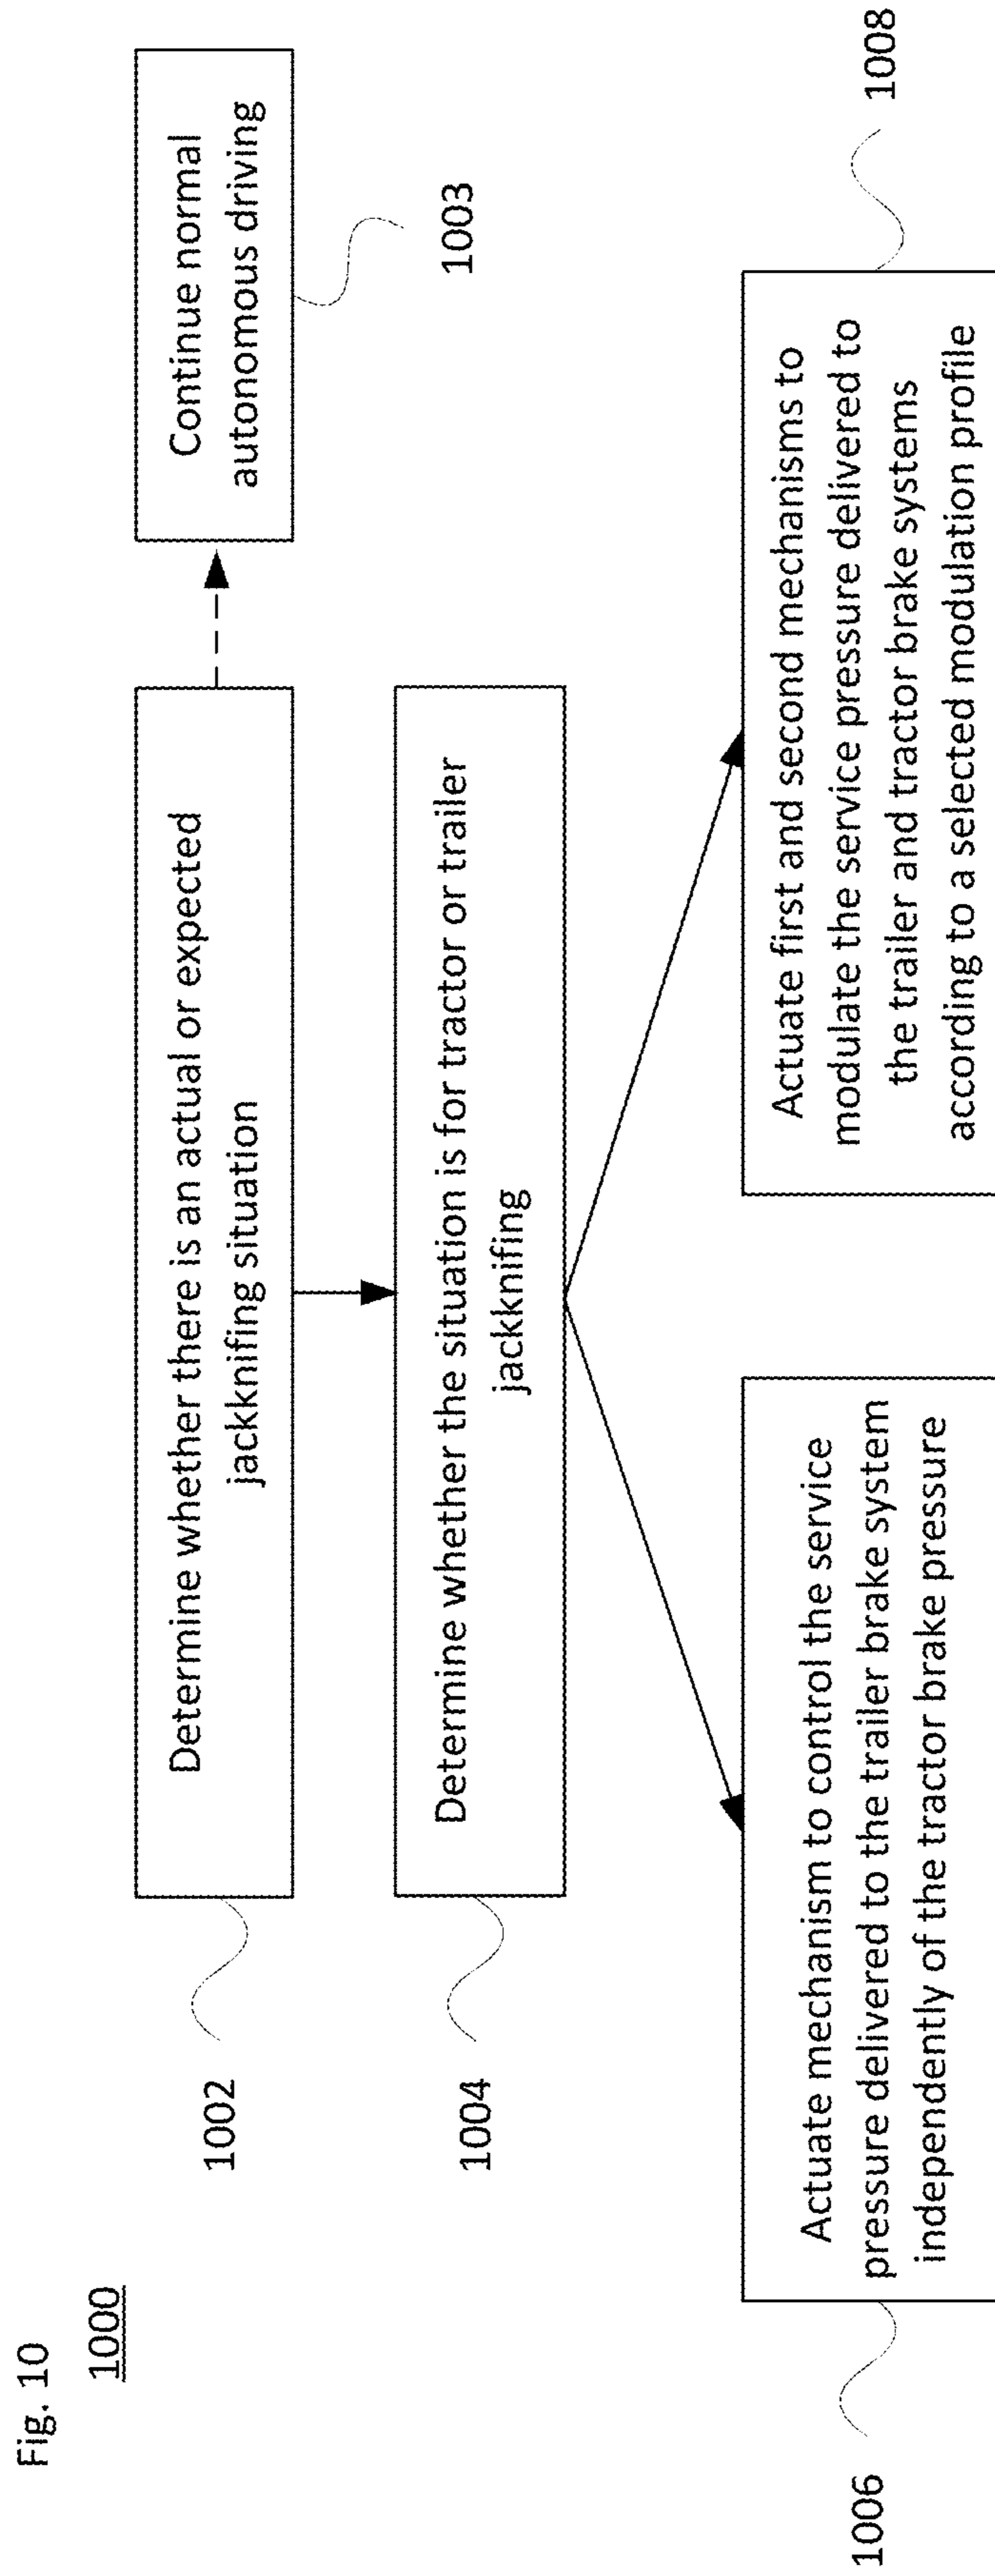 Fig. 10
1000
1002
Determine whether there is an actual or expected
jackknifing situation
Continue normal
autonomous driving
1003
1004
Determine whether the situation is for tractor or trailer
jackknifing
1006
Actuate mechanism to control the service
pressure delivered to the trailer brake system
independently of the tractor brake pressure
Actuate first and second mechanisms to
modulate the service pressure delivered to
the trailer and tractor brake systems
according to a selected modulation profile
1008